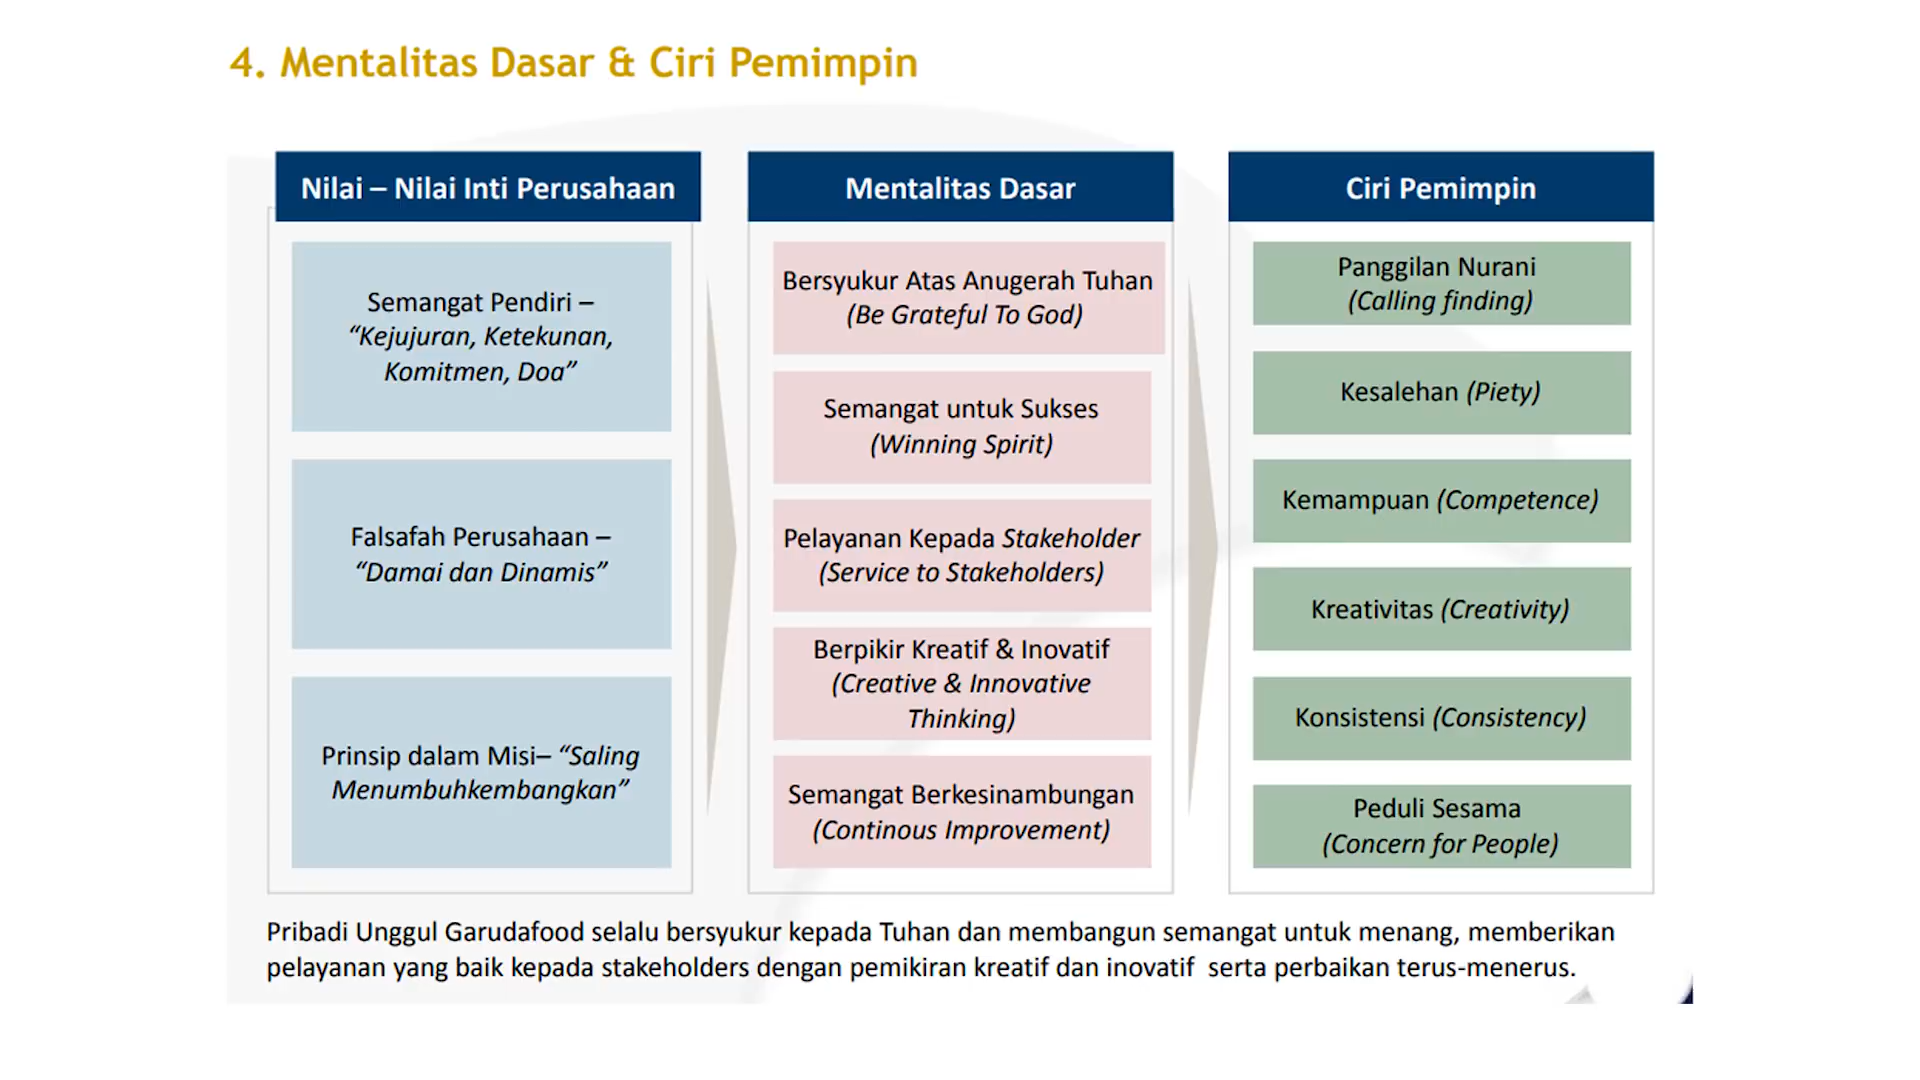 4. Mentalitas Dasar & Ciri Pemimpin
Nilai – Nilai Inti Perusahaan
Semangat Pendiri –
“Kejujuran, Ketekunan,
Komitmen, Doa”
Falsafah Perusahaan –
“Damai dan Dinamis”
Prinsip dalam Misi– “Saling
Menumbuhkembangkan”
Mentalitas Dasar
Bersyukur Atas Anugerah Tuhan
(Be Grateful To God)
Semangat untuk Sukses
(Winning Spirit)
Pelayanan Kepada Stakeholder
(Service to Stakeholders)
Berpikir Kreatif & Inovatif
(Creative & Innovative
Thinking)
Semangat Berkesinambungan
(Continous Improvement)
Ciri Pemimpin
Panggilan Nurani
(Calling finding)
Kesalehan (Piety)
Kemampuan (Competence)
Kreativitas (Creativity)
Konsistensi (Consistency)
Peduli Sesama
(Concern for People)
Pribadi Unggul Garudafood selalu bersyukur kepada Tuhan dan membangun semangat untuk menang, memberikan
pelayanan yang baik kepada stakeholders dengan pemikiran kreatif dan inovatif  serta perbaikan terus-menerus.